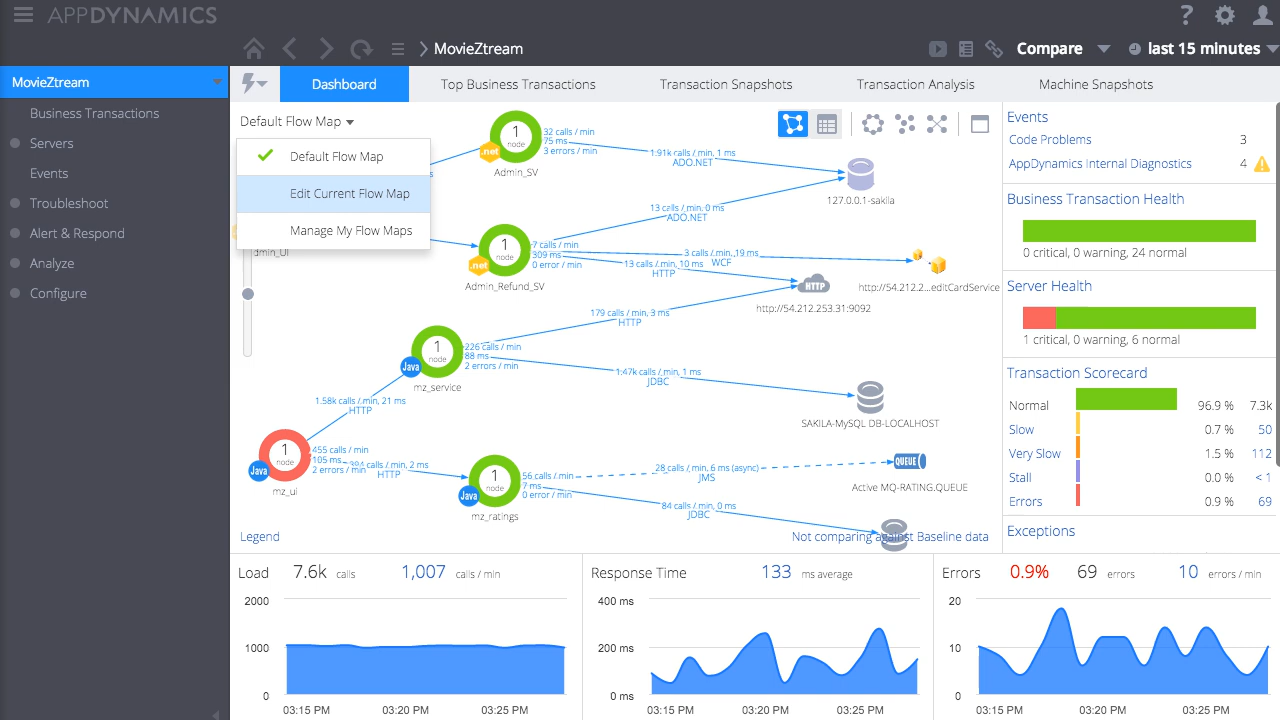 APPDYNAMICS
?
MovieZtream
Compare
last 15 minutes
MovieZtream
Business Transactions
Servers
Events
Troubleshoot
Alert & Respond
Analyze
Configure
Dashboard
Top Business Transactions
Transaction Snapshots
Transaction Analysis
Machine Snapshots
Default Flow Map
Default Flow Map
Edit Current Flow Map
Manage My Flow Maps
1
node
.net
32 calls / min
75 ms
3 errors / min
Admin_SV
1.91k calls / min, 1 ms
ADO.NET
127.0.0.1-sakila
13 calls / min, 0 ms
ADO.NET
1
node
.net
7 calls / min
309 ms
0 error / min
Admin_Refund_SV
3 calls / min, 19 ms
WCF
13 calls / min, 10 ms
HTTP
http://54.212.2...editCardService
HTTP
http://54.212.253.31:9092
179 calls / min, 3 ms
HTTP
1
node
Java
226 calls / min
88 ms
2 errors / min
mz_service
1.47k calls / min, 1 ms
JDBC
SAKILA-MySQL DB-LOCALHOST
1.58k calls / min, 21 ms
HTTP
1
node
Java
455 calls / min
105 ms
2 errors / min
mz_ui
HTTP
1
node
Java
56 calls / min
7 ms
0 error / min
mz_ratings
28 calls / min, 6 ms (async)
JMS
QUEUE
Active MQ-RATING.QUEUE
84 calls / min, 0 ms
JDBC
Legend
Not comparing against Baseline data
Events
Code Problems 3
AppDynamics Internal Diagnostics 4
Business Transaction Health
0 critical, 0 warning, 24 normal
Server Health
1 critical, 0 warning, 6 normal
Transaction Scorecard
Normal 96.9 % 7.3k
Slow 0.7 % 50
Very Slow 1.5 % 112
Stall 0.0 % < 1
Errors 0.9 % 69
Exceptions
Load 7.6k calls 1,007 calls / min
2000
1000
0
03:15 PM 03:20 PM 03:25 PM
Response Time 133 ms average
400 ms
200 ms
0 ms
03:15 PM 03:20 PM 03:25 PM
Errors 0.9% 69 errors 10 errors / min
20
10
0
03:15 PM 03:20 PM 03:25 PM